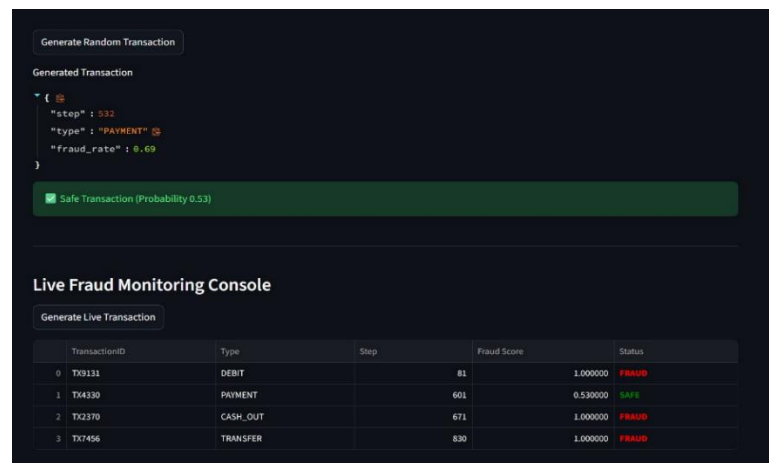 Generate Random Transaction
Generated Transaction
{
"step" : 532
"type" : "PAYMENT"
"fraud_rate" : 0.69
}
Safe Transaction (Probability 0.53)
Live Fraud Monitoring Console
Generate Live Transaction
TransactionID Type Step Fraud Score Status
0 TX9131 DEBIT 81 1.000000 FRAUD
1 TX4330 PAYMENT 601 0.530000 SAFE
2 TX2370 CASH_OUT 671 1.000000 FRAUD
3 TX7456 TRANSFER 830 1.000000 FRAUD